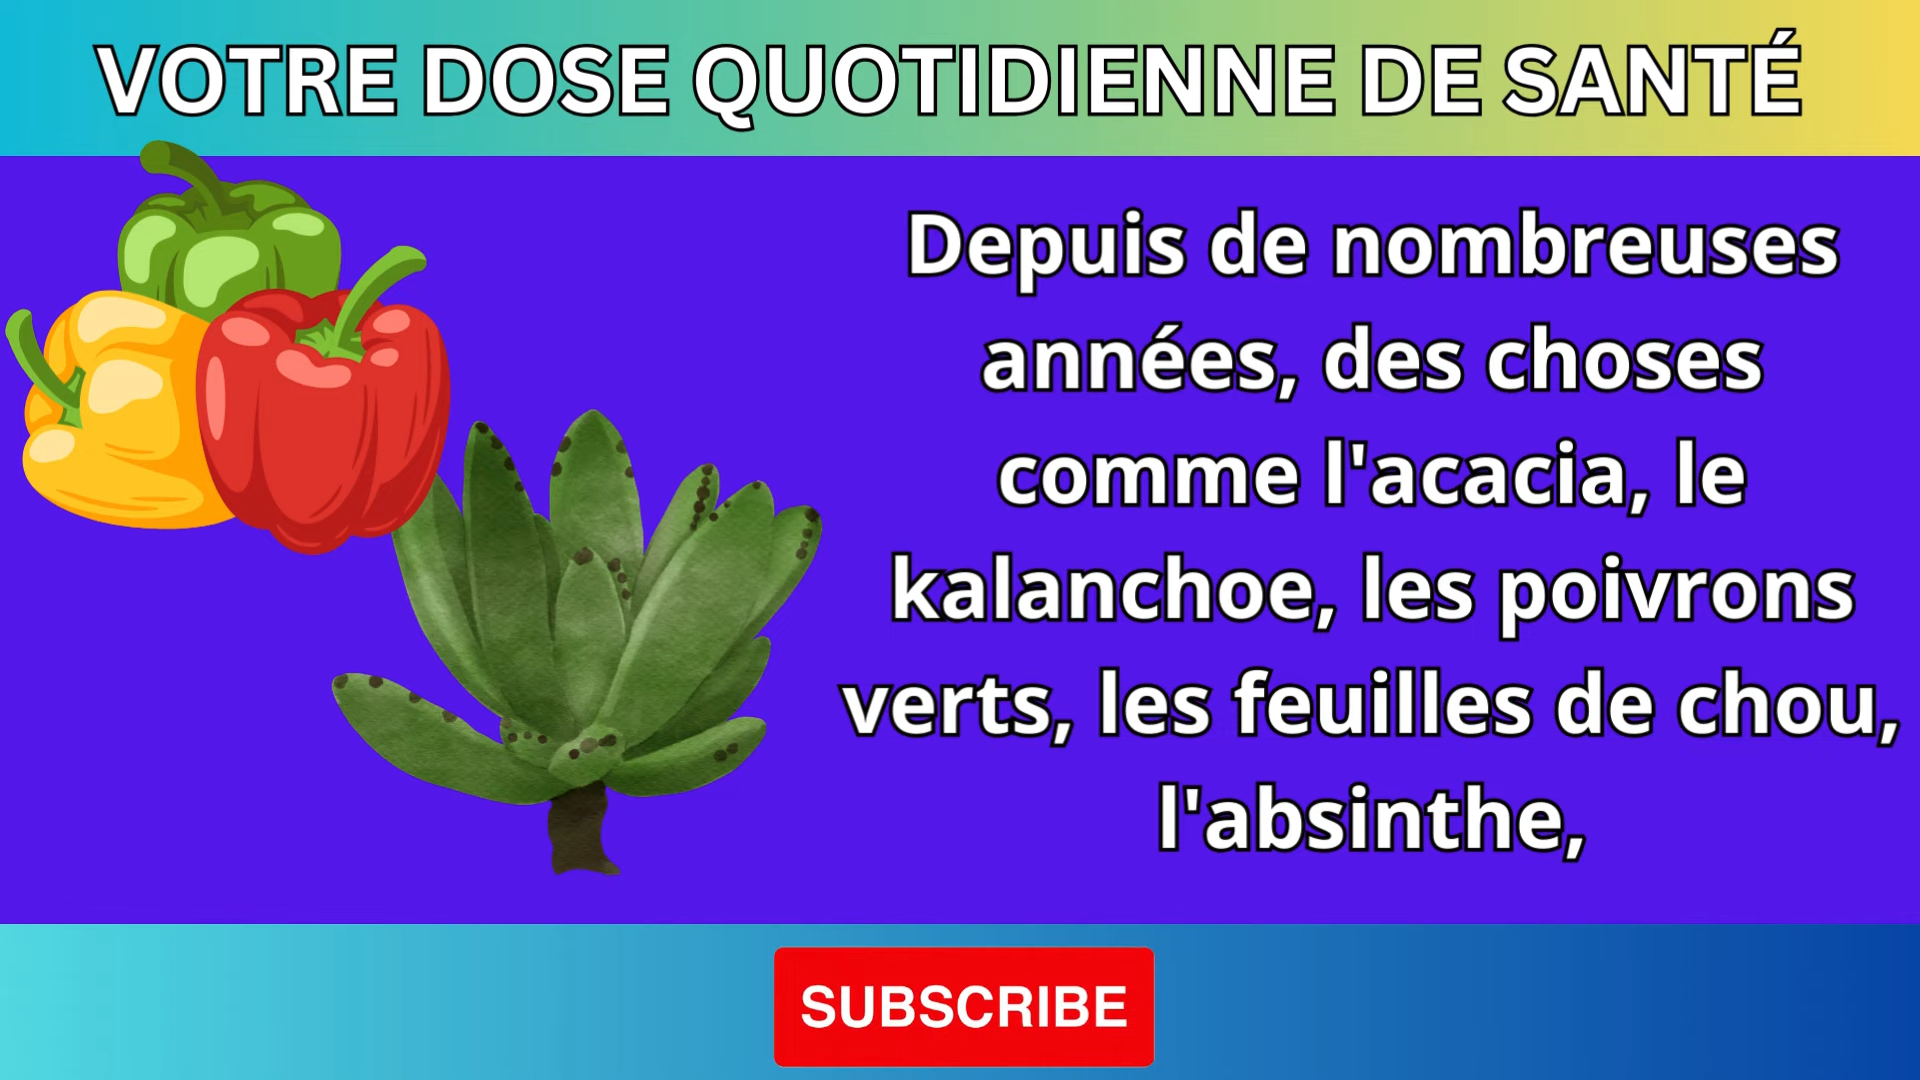 VOTRE DOSE QUOTIDIENNE DE SANTÉ
Depuis de nombreuses
années, des choses
comme l'acacia, le
kalanchoe, les poivrons
verts, les feuilles de chou,
l'absinthe,
SUBSCRIBE